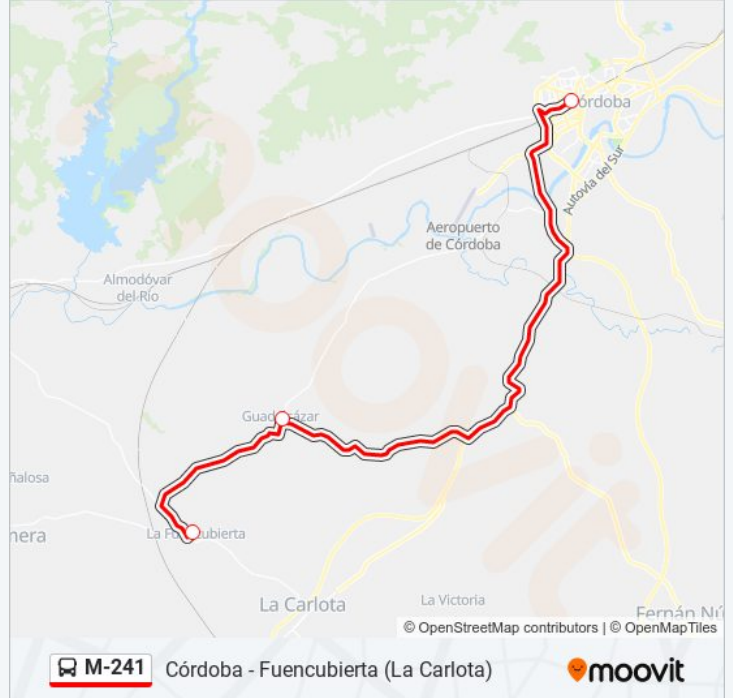 Córdoba
Autovía del Sur
Aeropuerto
de Córdoba
Almodóvar
del Río
Guadalcázar
ñalosa
nera
La Fuencubierta
La Carlota
La Victoria
Fernán Nú
© OpenStreetMap contributors | © OpenMapTiles
M-241 Córdoba - Fuencubierta (La Carlota) moovit